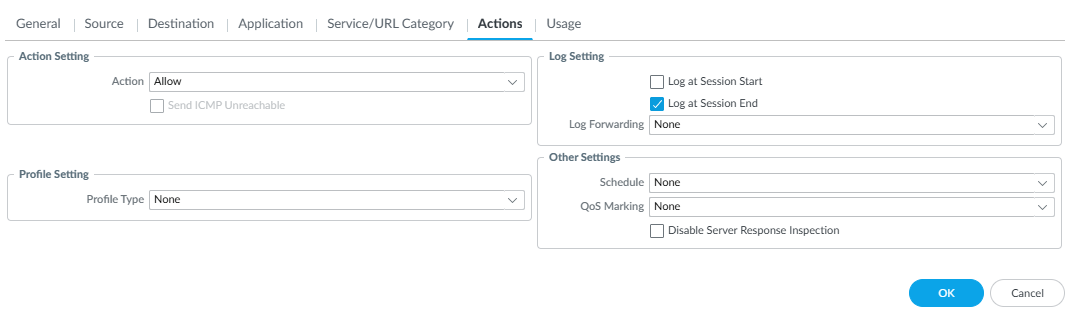 General Source Destination Application Service/URL Category Actions Usage
Action Setting
Action Allow
Send ICMP Unreachable
Profile Setting
Profile Type None
Log Setting
Log at Session Start
Log at Session End
Log Forwarding None
Other Settings
Schedule None
QoS Marking None
Disable Server Response Inspection
OK Cancel